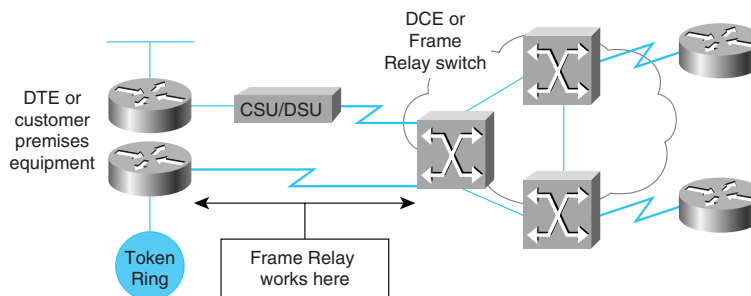 DCE or
Frame
Relay switch
DTE or
customer
premises
equipment
CSU/DSU
Token
Ring
Frame Relay
works here